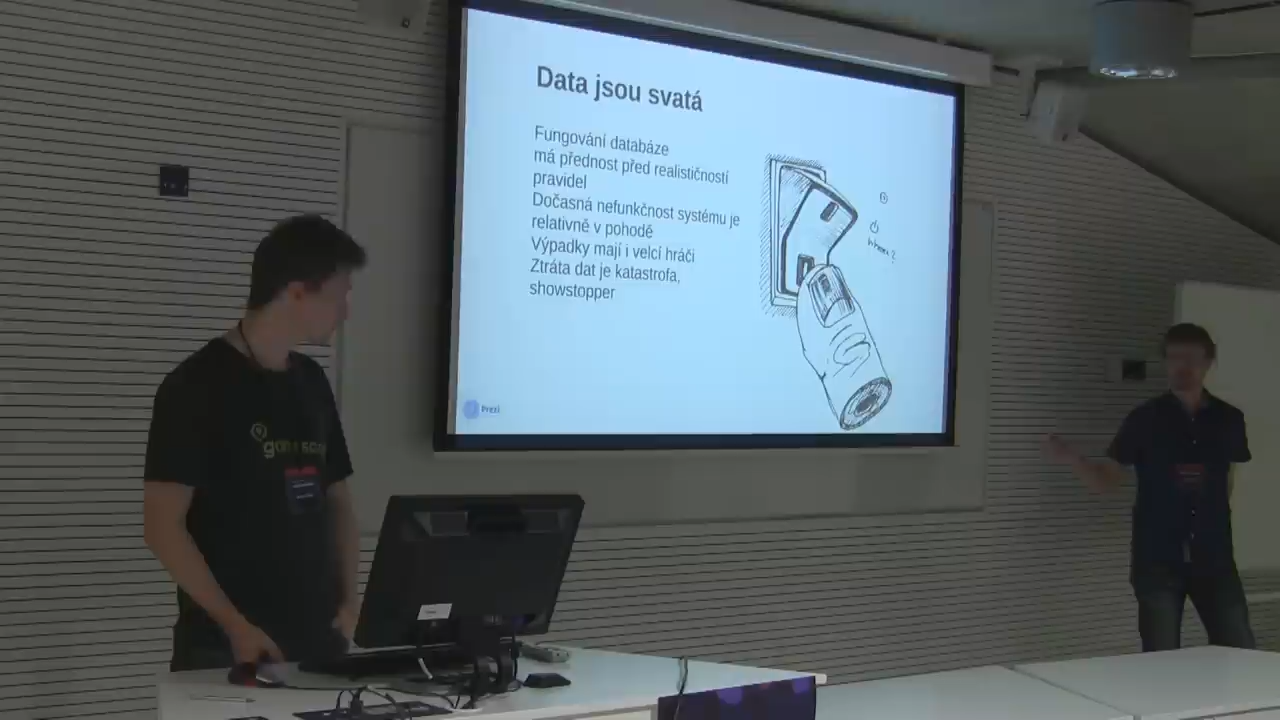 Data jsou svatá
Fungování databáze
má přednost před realističností
pravidel
Dočasná nefunkčnost systému je
relativně v pohodě
Výpadky mají i velcí hráči
Ztráta dat je katastrofa,
showstopper
Prezi